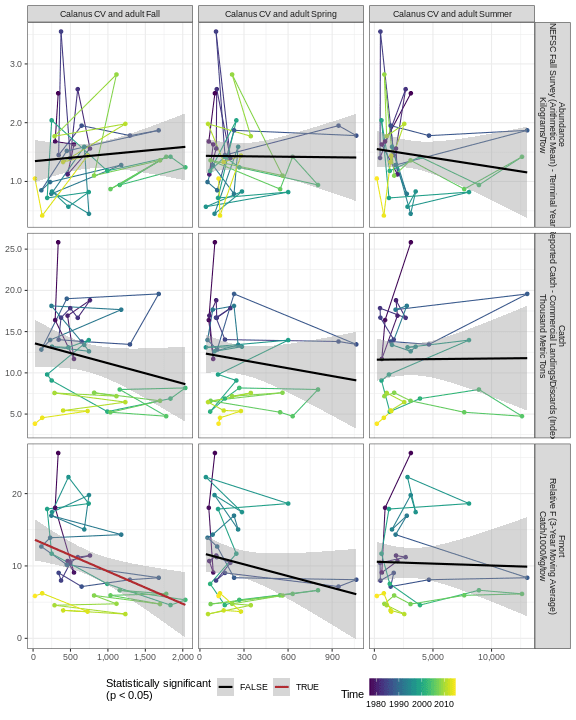 Calanus CV and adult Fall
Calanus CV and adult Spring
Calanus CV and adult Summer
3.0
2.0
1.0
Abundance
NEFSC Fall Survey (Arithmetic Mean) - Terminal Year
Kilograms/tow
25.0
20.0
15.0
10.0
5.0
Catch
Reported Catch - Commercial Landings/Discards (Index
Thousand Metric Tons
20
10
0
Fmort
Relative F (3-Year Moving Average)
Catch/1000/kg/tow
0 500 1,000 1,500 2,000
0 300 600 900
0 5,000 10,000
Statistically significant
(p < 0.05)
FALSE
TRUE
Time
1980 1990 2000 2010